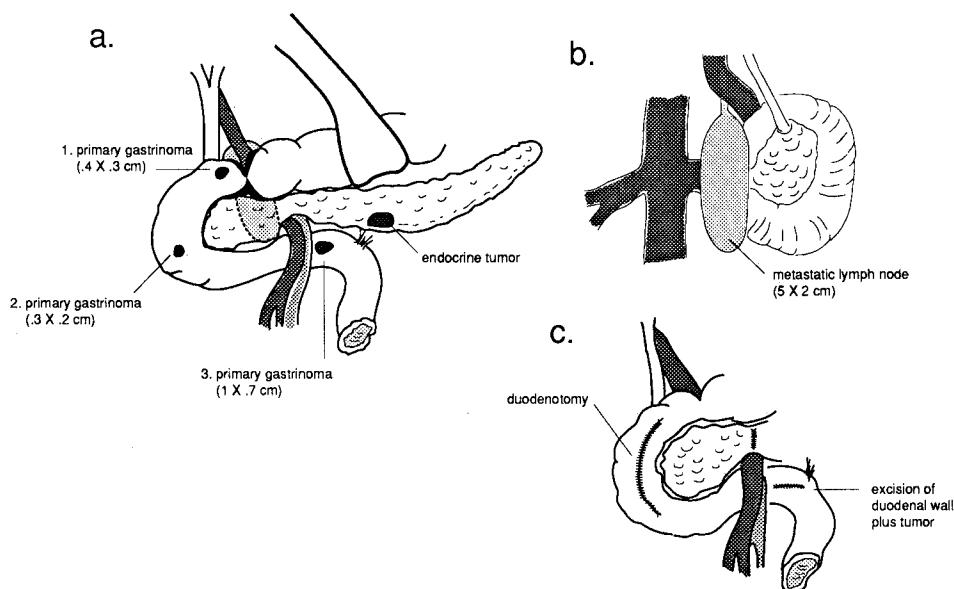 a.
1. primary gastrinoma
(.4 X .3 cm)
endocrine tumor
2. primary gastrinoma
(.3 X .2 cm)
3. primary gastrinoma
(1 X .7 cm)
b.
metastatic lymph node
(5 X 2 cm)
c.
duodenotomy
excision of
duodenal wall
plus tumor